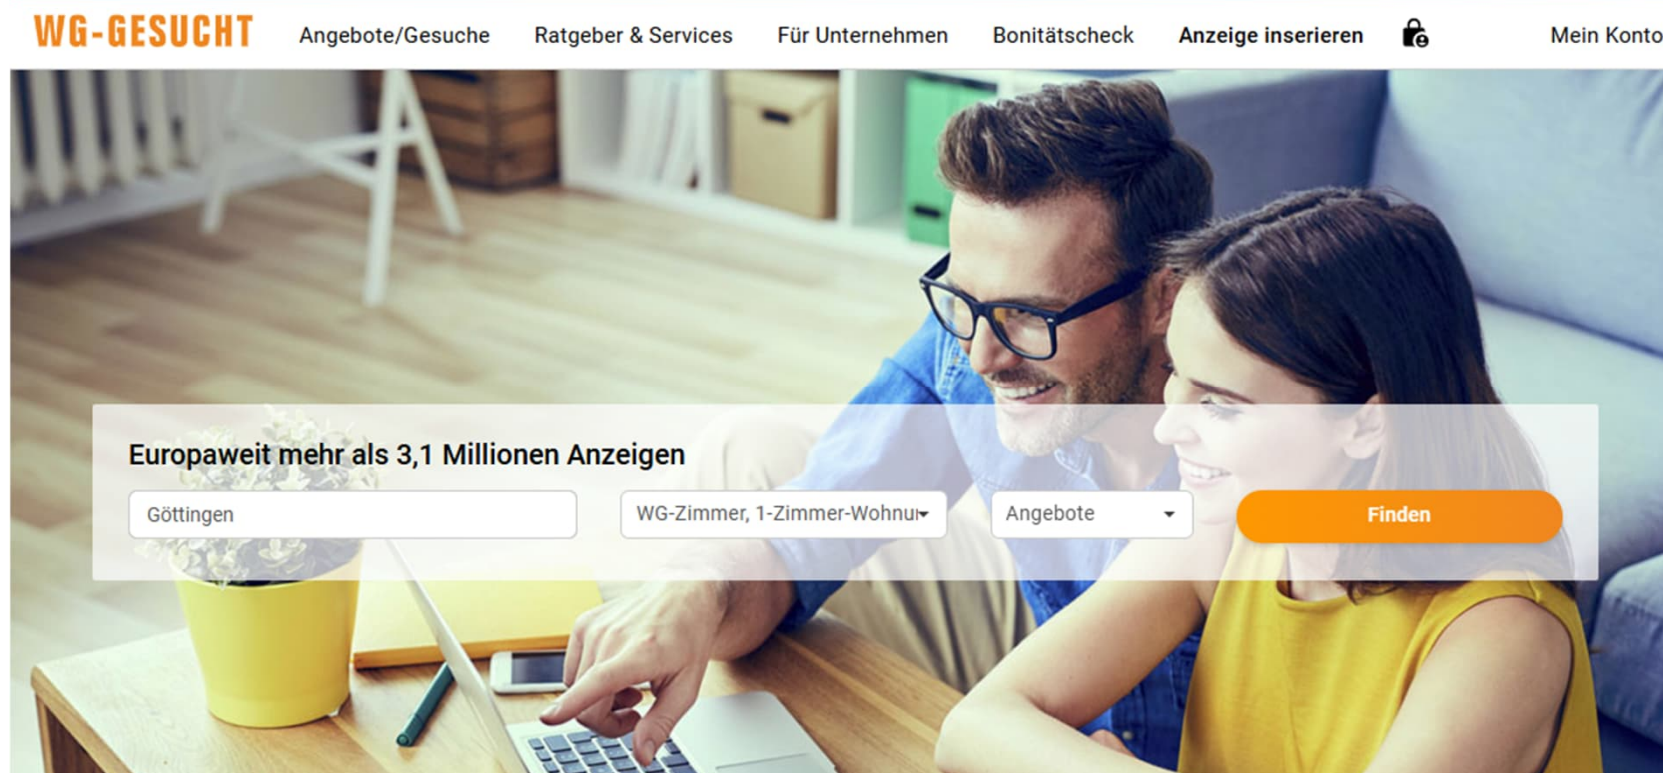 WG-GESUCHT Angebote/Gesuche Ratgeber & Services Für Unternehmen Bonitätscheck Anzeige inserieren Mein Konto
Europaweit mehr als 3,1 Millionen Anzeigen
Göttingen WG-Zimmer, 1-Zimmer-Wohnu Angebote Finden